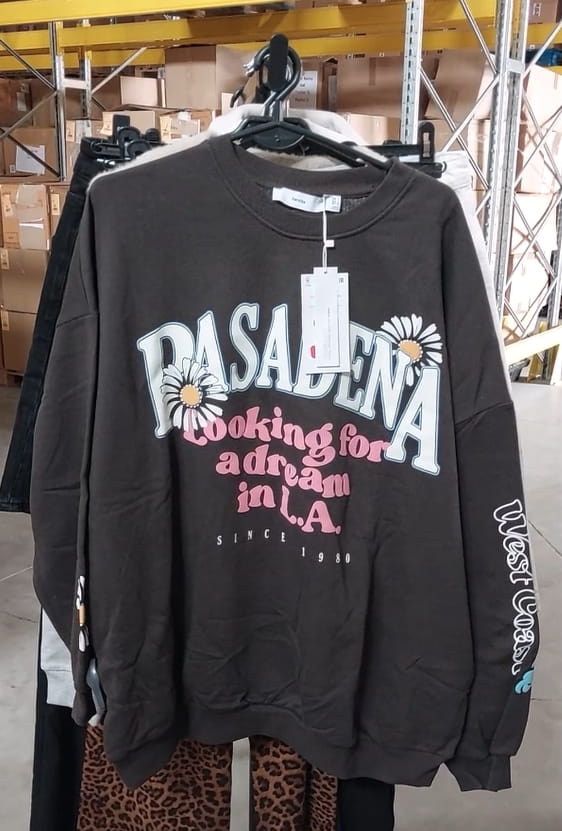 PASADENA
Looking for
a dream
in L.A.
SINCE 1980
West Coast